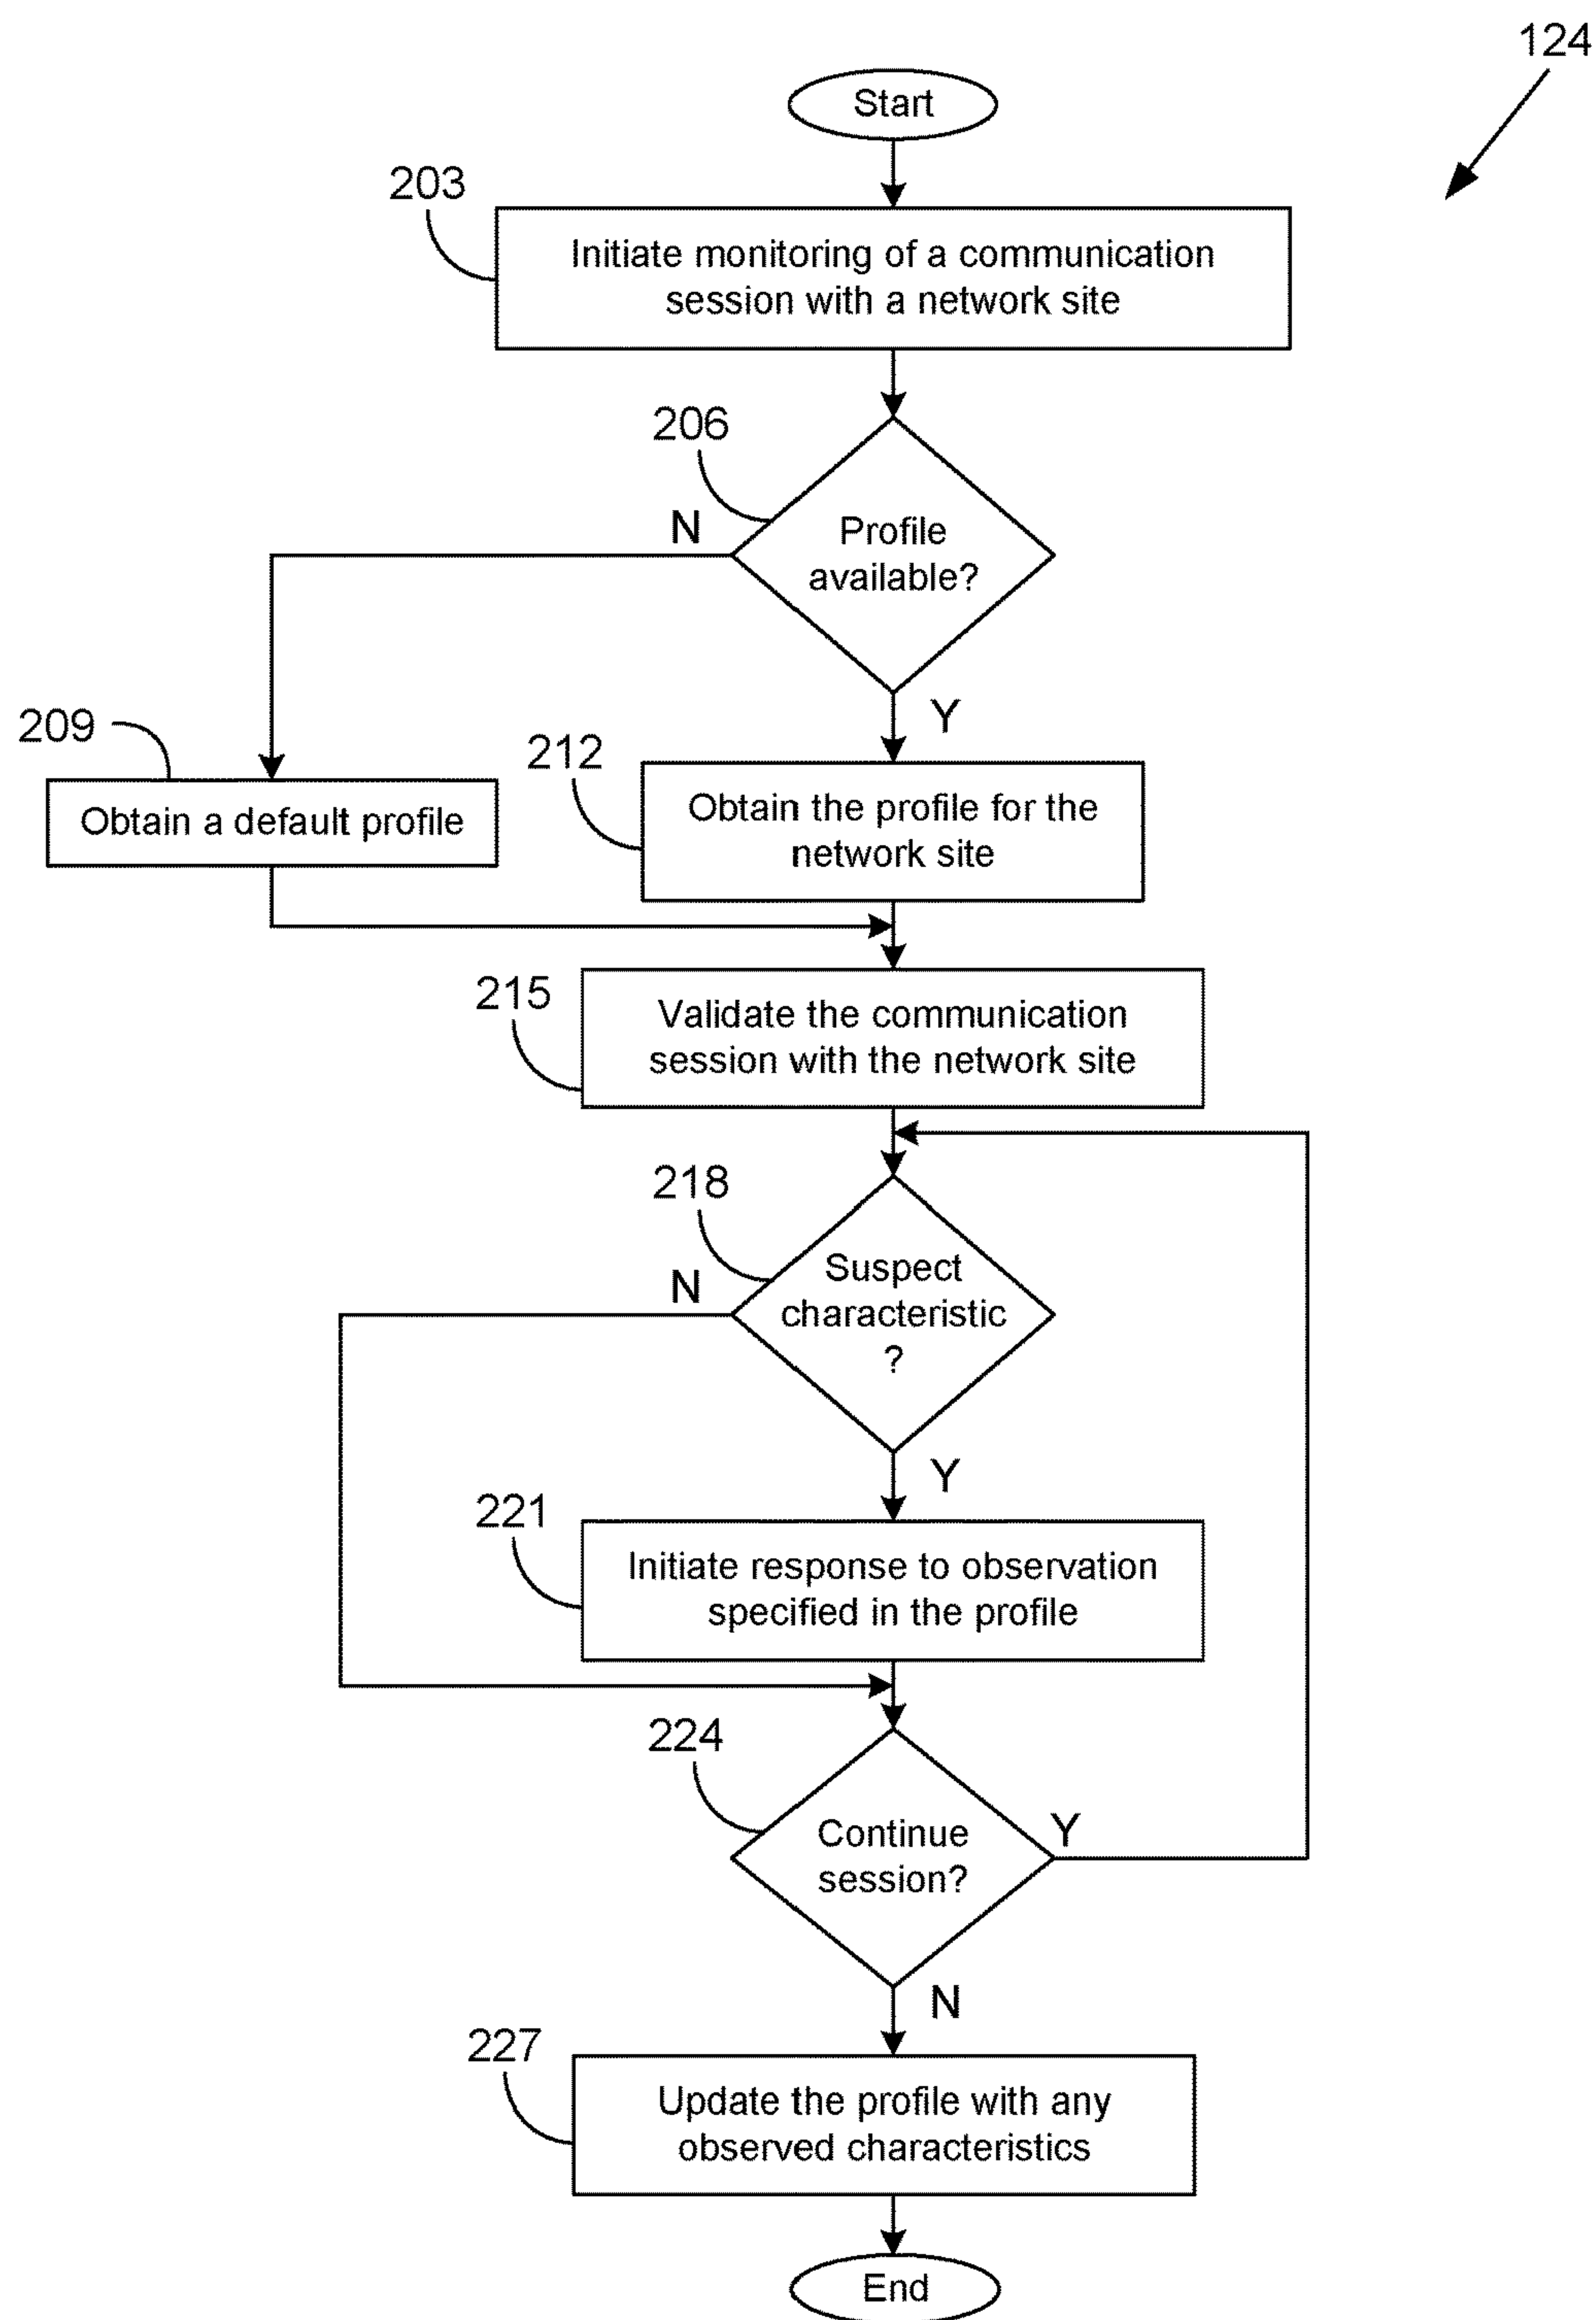 124
Start
203
Initiate monitoring of a communication
session with a network site
206
N
Profile
available?
Y
209
Obtain a default profile
212
Obtain the profile for the
network site
215
Validate the communication
session with the network site
218
N
Suspect
characteristic
?
Y
221
Initiate response to observation
specified in the profile
224
Continue
session?
Y
N
227
Update the profile with any
observed characteristics
End